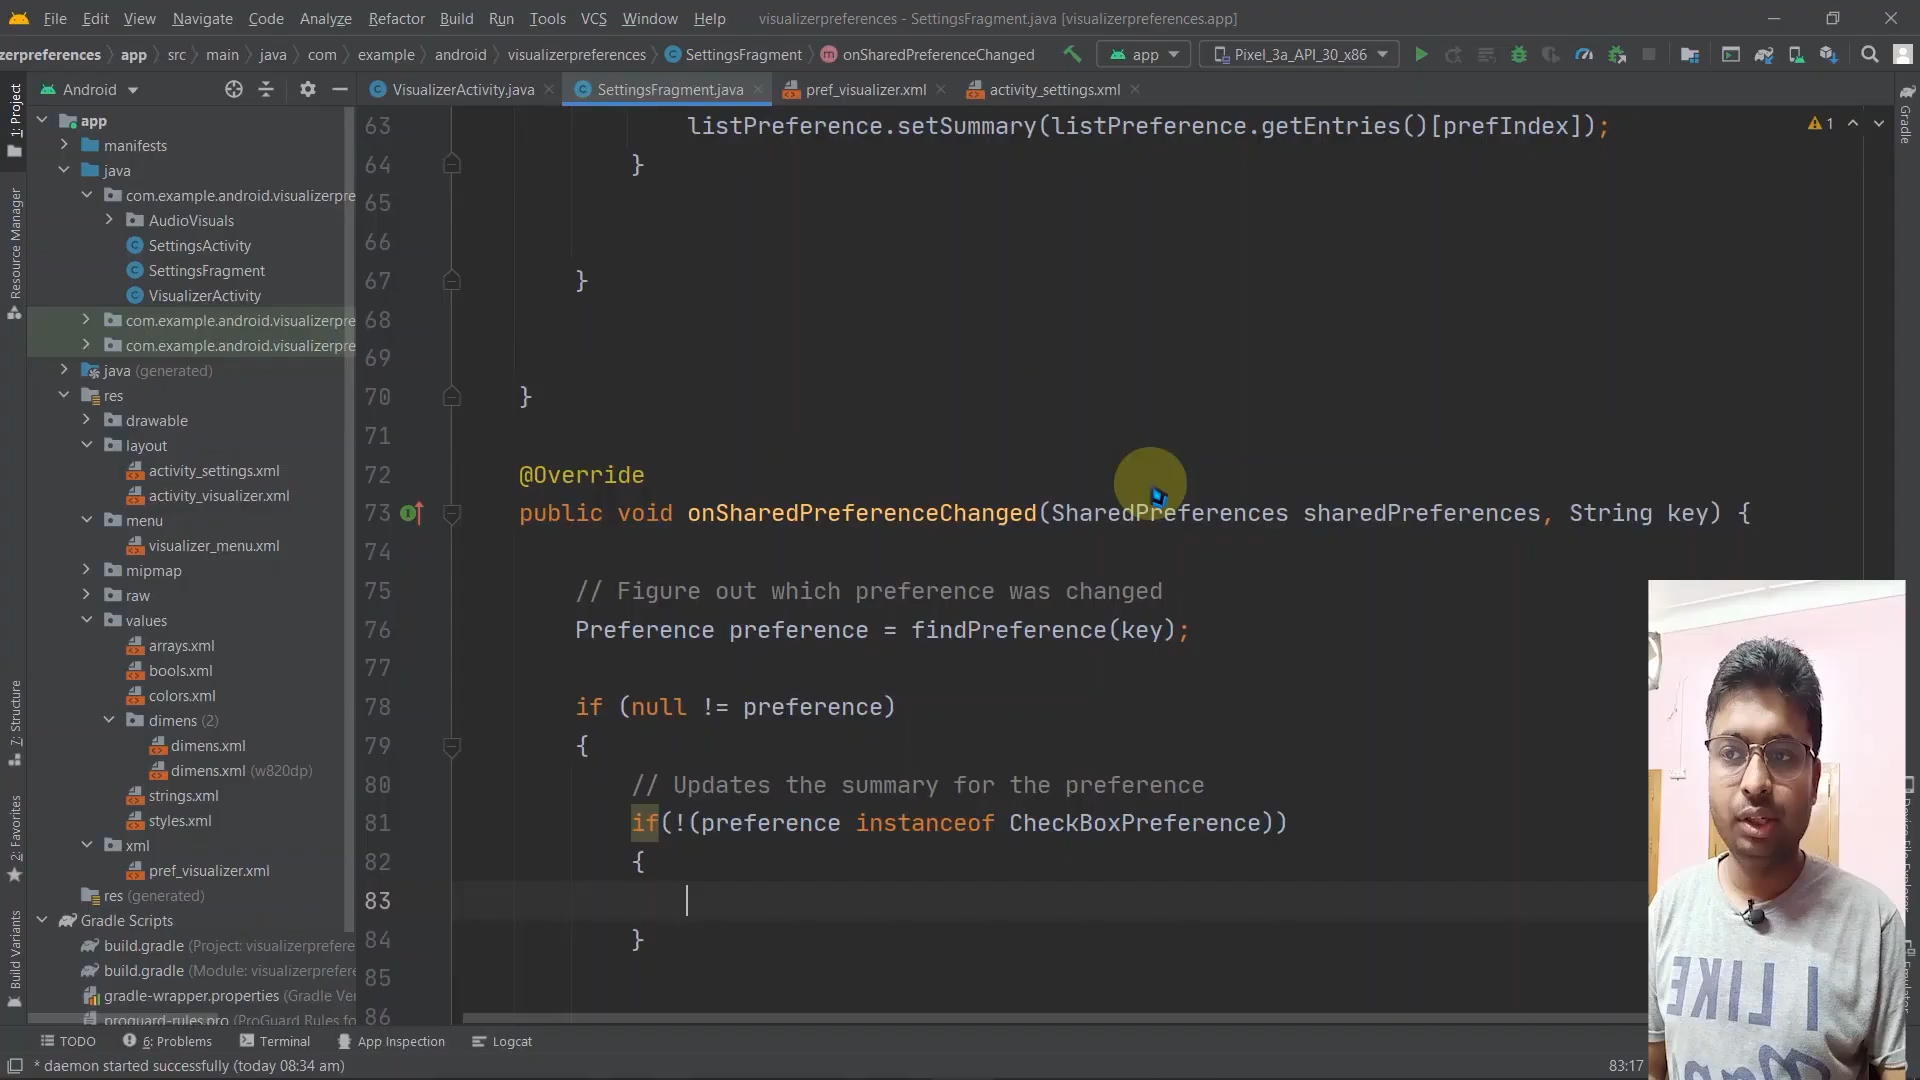 File Edit View Navigate Code Analyze Refactor Build Run Tools VCS Window Help visualizerpreferences - SettingsFragment.java [visualizerpreferences.app]
zerpreferences app src main java com example android visualizerpreferences SettingsFragment onSharedPreferenceChanged app Pixel_3a_API_30_x86
Android VisualizerActivity.java SettingsFragment.java pref_visualizer.xml activity_settings.xml
1: Project
Resource Manager
7: Structure
2: Favorites
Build Variants
Gradle
app
manifests
java
com.example.android.visualizerpre
AudioVisuals
SettingsActivity
SettingsFragment
VisualizerActivity
com.example.android.visualizerpre
com.example.android.visualizerpre
java (generated)
res
drawable
layout
activity_settings.xml
activity_visualizer.xml
menu
visualizer_menu.xml
mipmap
raw
values
arrays.xml
bools.xml
colors.xml
dimens (2)
dimens.xml
dimens.xml (w820dp)
strings.xml
styles.xml
xml
pref_visualizer.xml
res (generated)
Gradle Scripts
build.gradle (Project: visualizerprefere
build.gradle (Module: visualizerprefere
gradle-wrapper.properties (Gradle Ver
proguard-rules.pro (ProGuard Rules fo
63 listPreference.setSummary(listPreference.getEntries()[prefIndex]);
64 }
65
66
67 }
68
69
70 }
71
72 @Override
73 public void onSharedPreferenceChanged(SharedPreferences sharedPreferences, String key) {
74
75 // Figure out which preference was changed
76 Preference preference = findPreference(key);
77
78 if (null != preference)
79 {
80 // Updates the summary for the preference
81 if(!(preference instanceof CheckBoxPreference))
82 {
83
84 }
85
86
1
I LIKE
TODO 6: Problems Terminal App Inspection Logcat
* daemon started successfully (today 08:34 am) 83:17